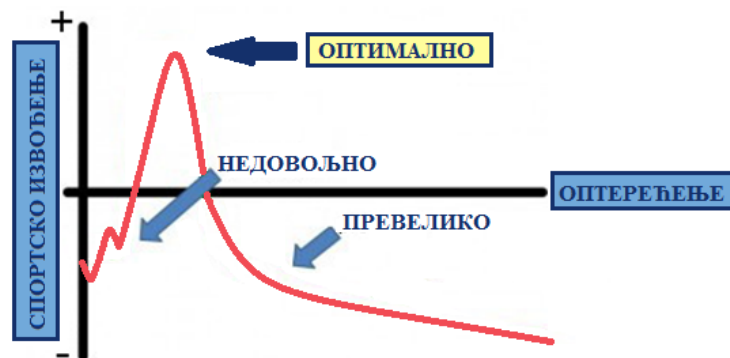 +
ОПТИМАЛНО
СПОРТСКО ИЗВОЂЕЊЕ
НЕДОВОЉНО
ОПТЕРЕЋЕЊЕ
ПРЕВЕЛИКО
-